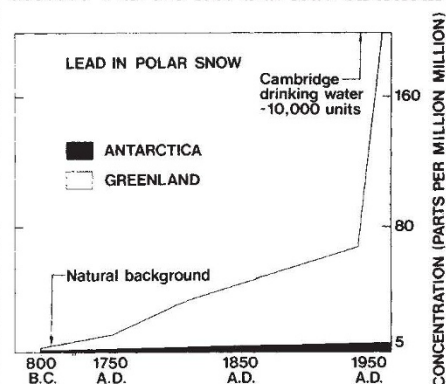 LEAD IN POLAR SNOW
Cambridge
drinking water
-10,000 units
160
ANTARCTICA
GREENLAND
80
Natural background
5
800
B.C.
1750
A.D.
1850
A.D.
1950
A.D.
CONCENTRATION (PARTS PER MILLION MILLION)